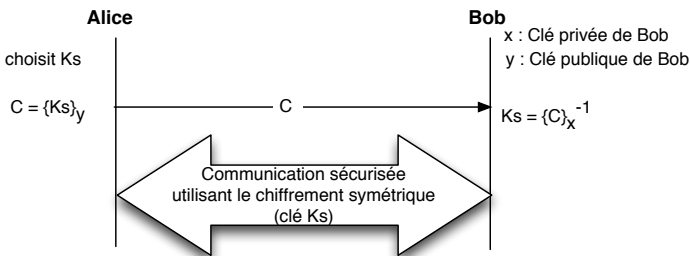 Alice
Bob
x : Clé privée de Bob
y : Clé publique de Bob
choisit Ks
C = {Ks}y
C
Ks = {C}x-1
Communication sécurisée
utilisant le chiffrement symétrique
(clé Ks)